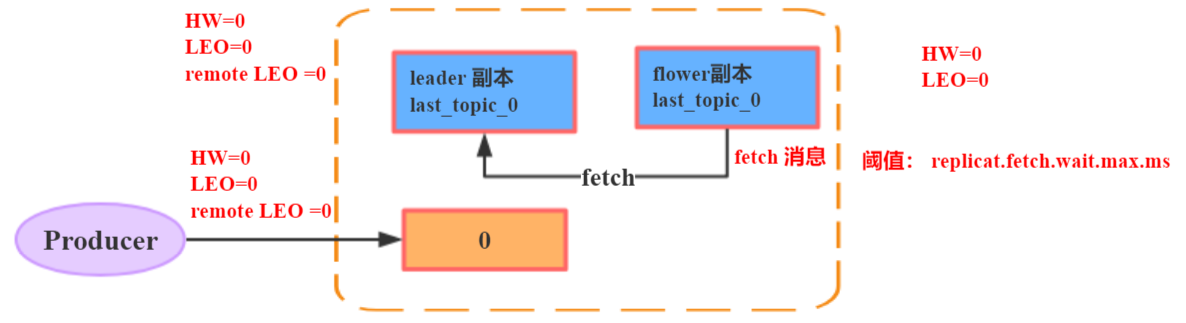 HW=0
LEO=0
remote LEO =0
leader 副本
last_topic_0
flower副本
last_topic_0
HW=0
LEO=0
HW=0
LEO=0
remote LEO =0
fetch
fetch 消息
阈值： replicat.fetch.wait.max.ms
Producer
0